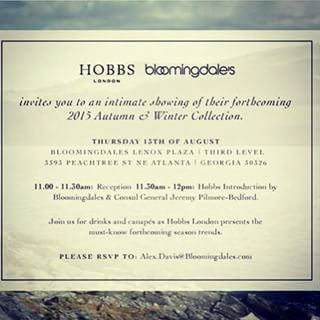 HOBBS bloomingdale's
LONDON
invites you to an intimate showing of their forthcoming
2015 Autumn & Winter Collection.
THURSDAY 13TH OF AUGUST
BLOOMINGDALES LENOX PLAZA | THIRD LEVEL
3393 PEACHTREE ST NE ATLANTA | GEORGIA 30326
11.00 - 11.30am: Reception 11.30am - 12pm: Hobbs Introduction by
Bloomingdales & Consul General Jeremy Pilmore-Bedford.
Join us for drinks and canapés as Hobbs London presents the
must-know forthcoming season trends.
PLEASE RSVP TO: Alex.Davis@Bloomingdales.com